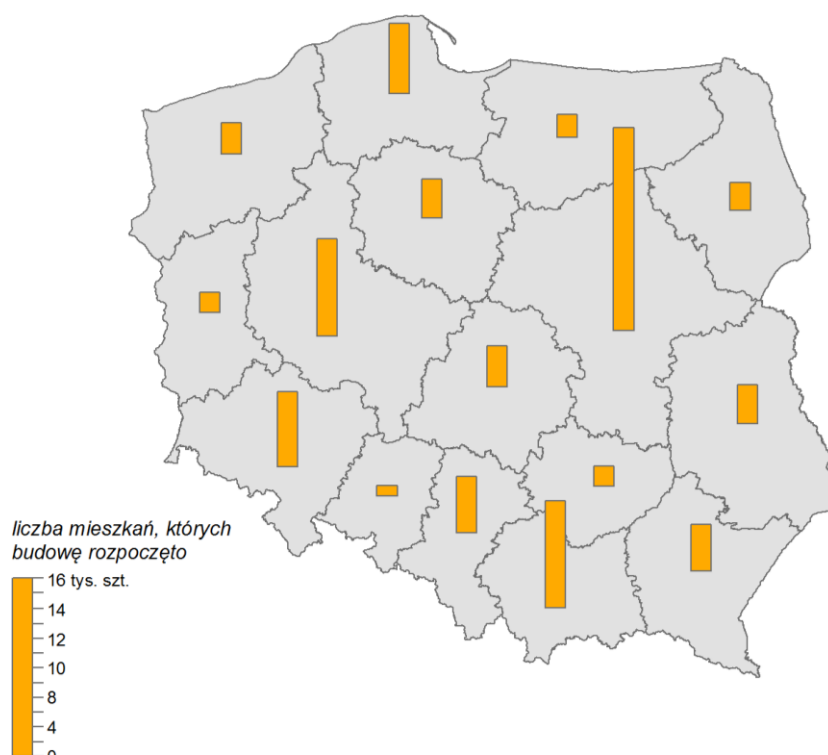 liczba mieszkań, których
budowę rozpoczęto
16 tys. szt.
14
12
10
8
4
0